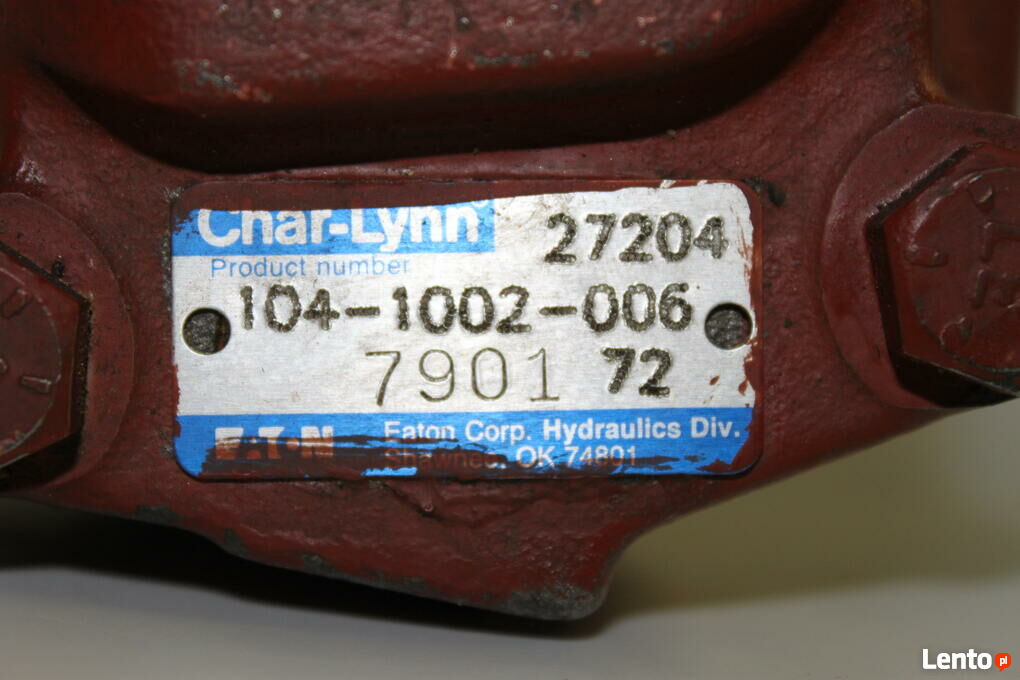 Char-Lynn® 27204
Product number
104-1002-006
7901 72
EATON Eaton Corp. Hydraulics Div.
Shawnee, OK 74801
Lento.pl